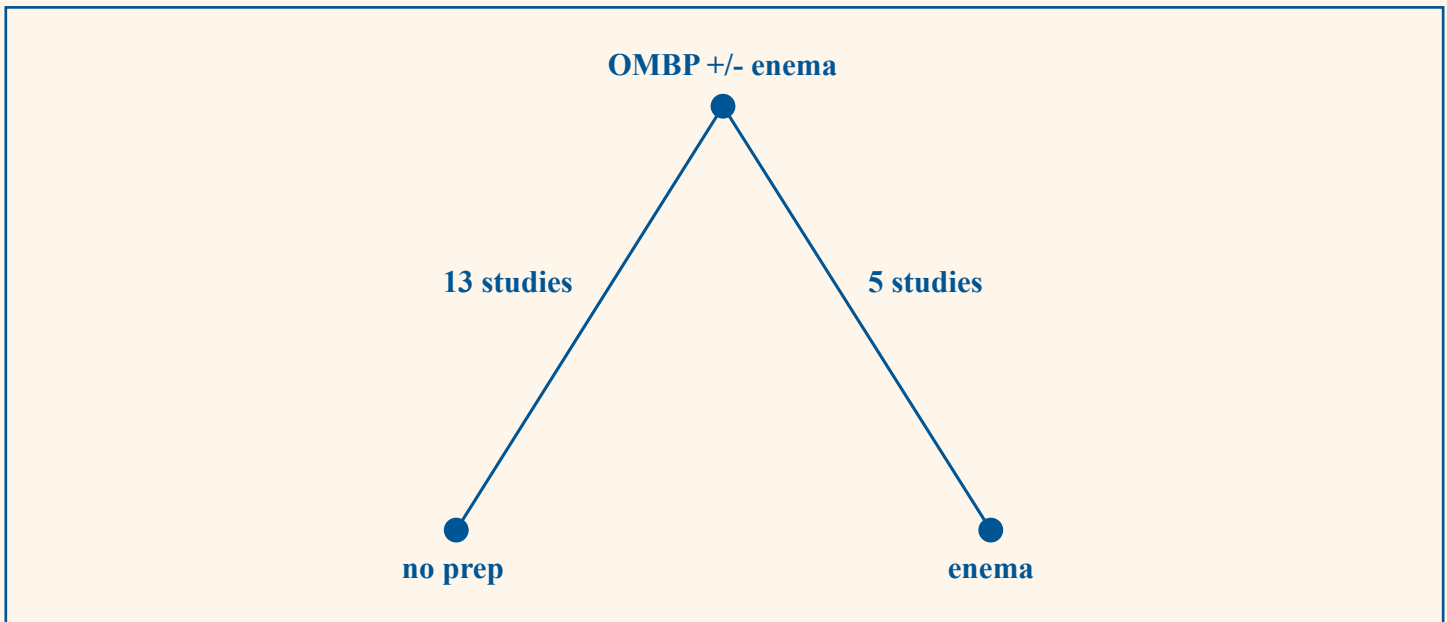 OMBP +/- enema
13 studies
5 studies
no prep
enema